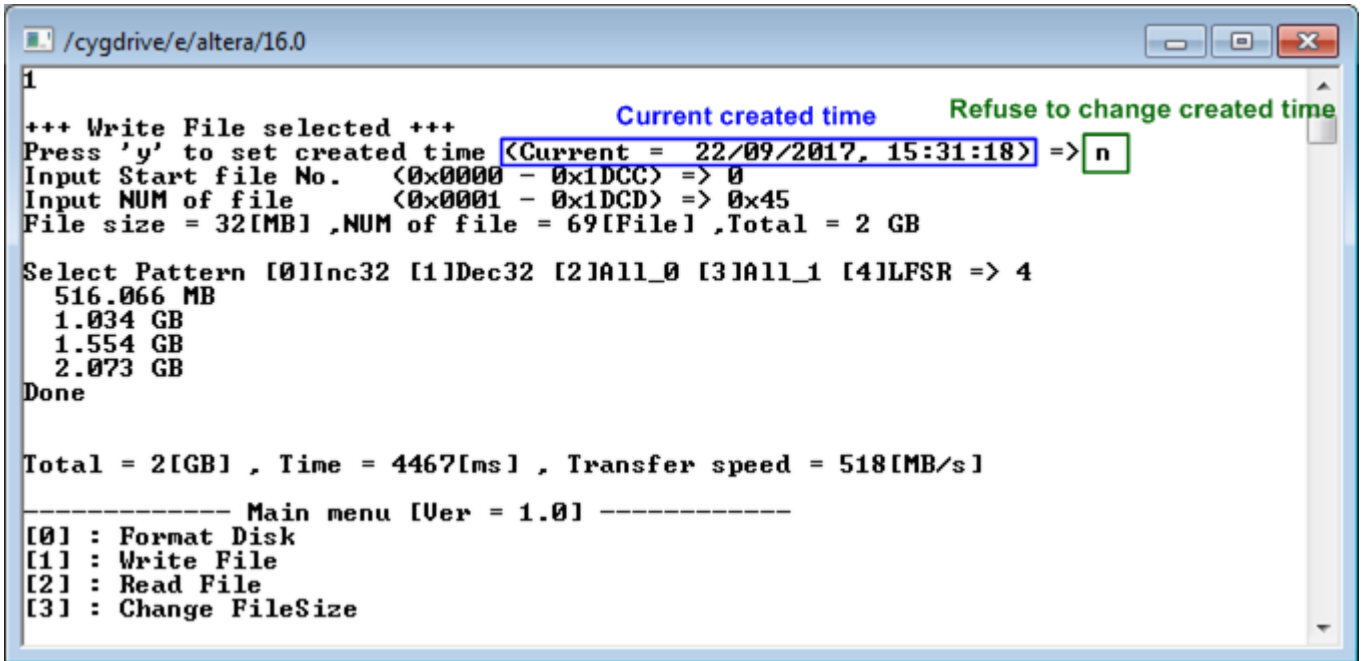 /cygdrive/e/altera/16.0
1
Current created time
Refuse to change created time
+++ Write File selected +++
Press 'y' to set created time (Current =  22/09/2017, 15:31:18) => n
Input Start file No.   (0x0000 - 0x1DCC) => 0
Input NUM of file      (0x0001 - 0x1DCD) => 0x45
File size = 32[MB] ,NUM of file = 69[File] ,Total = 2 GB
Select Pattern [0]Inc32 [1]Dec32 [2]All_0 [3]All_1 [4]LFSR => 4
516.066 MB
1.034 GB
1.554 GB
2.073 GB
Done
Total = 2[GB] , Time = 4467[ms] , Transfer speed = 518[MB/s]
------------- Main menu [Ver = 1.0] ------------
[0] : Format Disk
[1] : Write File
[2] : Read File
[3] : Change FileSize